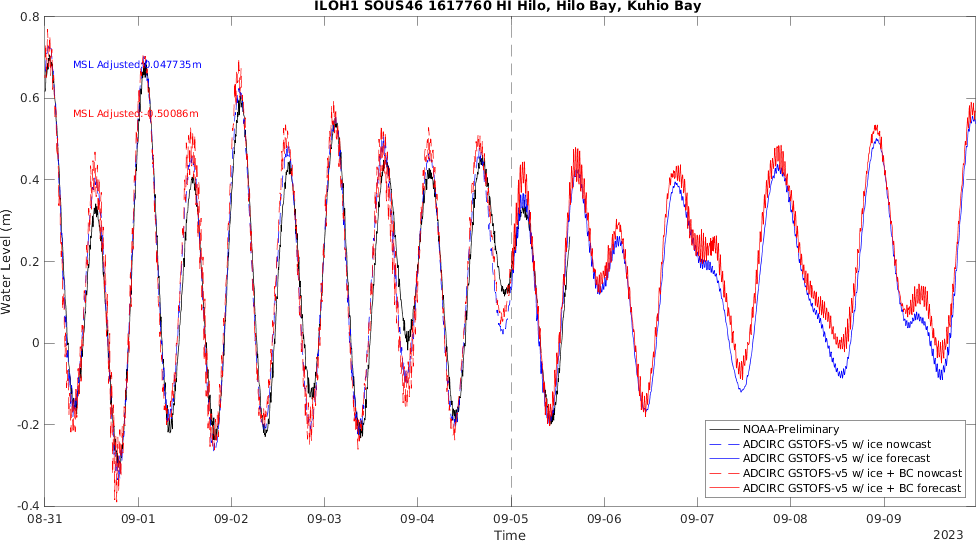 ILOH1 SOUS46 1617760 HI Hilo, Hilo Bay, Kuhio Bay
0.8
MSL Adjusted:0.047735m
0.6
MSL Adjusted:-0.50086m
0.4
Water Level (m)
0.2
0
-0.2
NOAA-Preliminary
ADCIRC GSTOFS-v5 w/ ice nowcast
ADCIRC GSTOFS-v5 w/ ice forecast
ADCIRC GSTOFS-v5 w/ ice + BC nowcast
ADCIRC GSTOFS-v5 w/ ice + BC forecast
-0.4
08-31 09-01 09-02 09-03 09-04 09-05 09-06 09-07 09-08 09-09
Time
2023